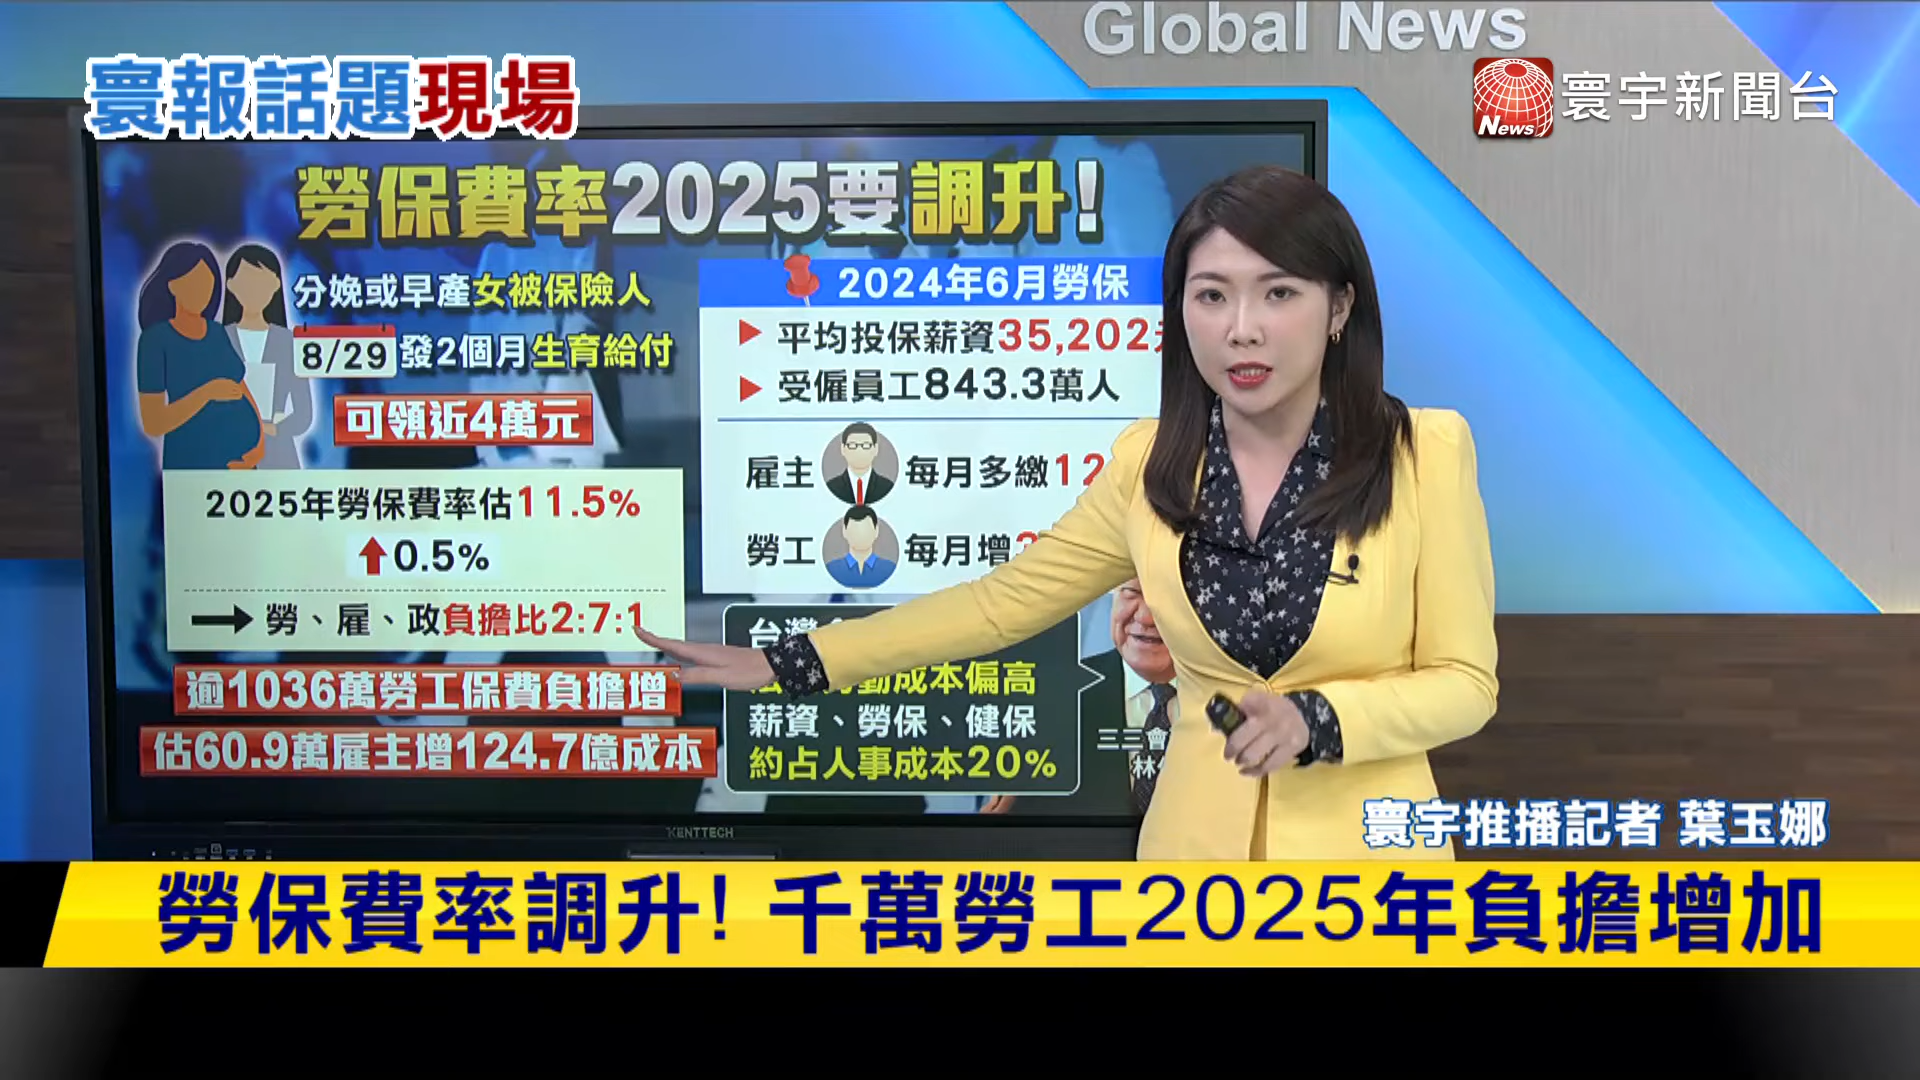 Global News
寰報話題現場
News
寰宇新聞台
勞保費率2025要調升!
分娩或早產女被保險人
8/29發2個月生育給付
可領近4萬元
2025年勞保費率估11.5%
0.5%
勞、雇、政負擔比2:7:1
逾1036萬勞工保費負擔增
估60.9萬雇主增124.7億成本
2024年6月勞保
平均投保薪資35,202
受僱員工843.3萬人
雇主 每月多繳12
勞工 每月增
台灣
動成本偏高
薪資、勞保、健保
約占人事成本20%
三三會
林
KENTTECH
寰宇推播記者 葉玉娜
勞保費率調升! 千萬勞工2025年負擔增加